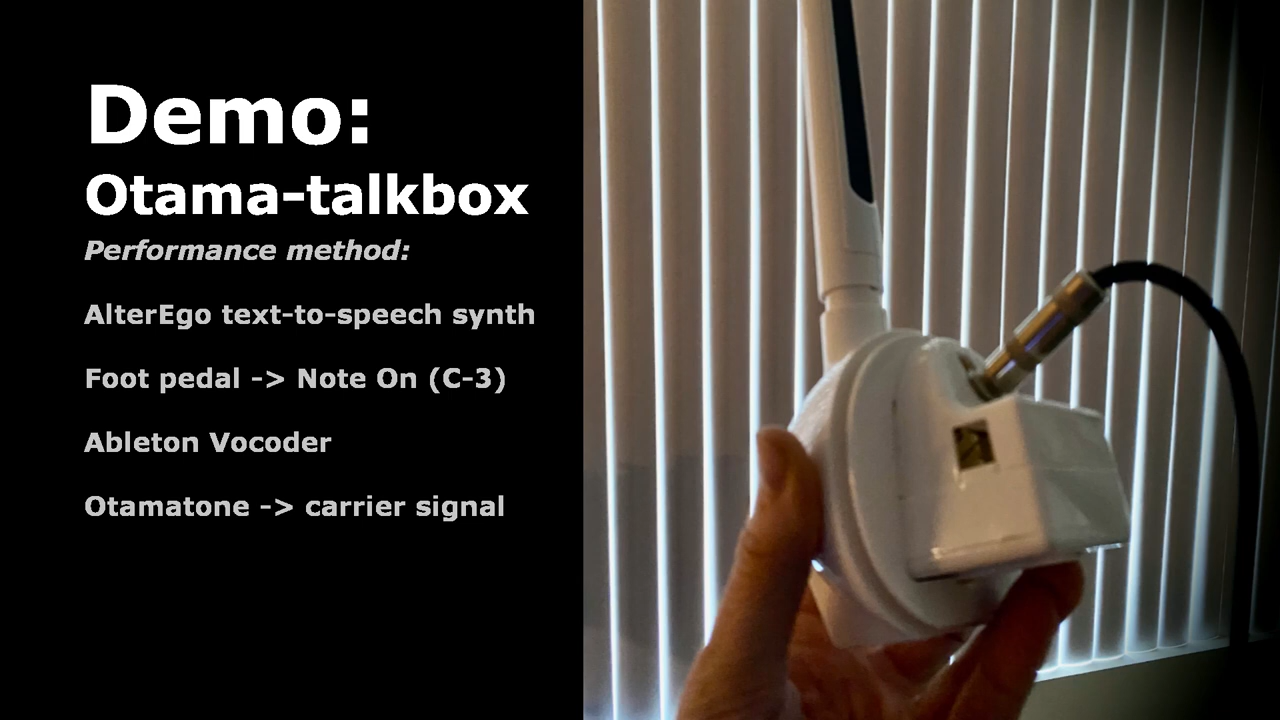 Demo:
Otama-talkbox
Performance method:
AlterEgo text-to-speech synth
Foot pedal -> Note On (C-3)
Ableton Vocoder
Otamatone -> carrier signal